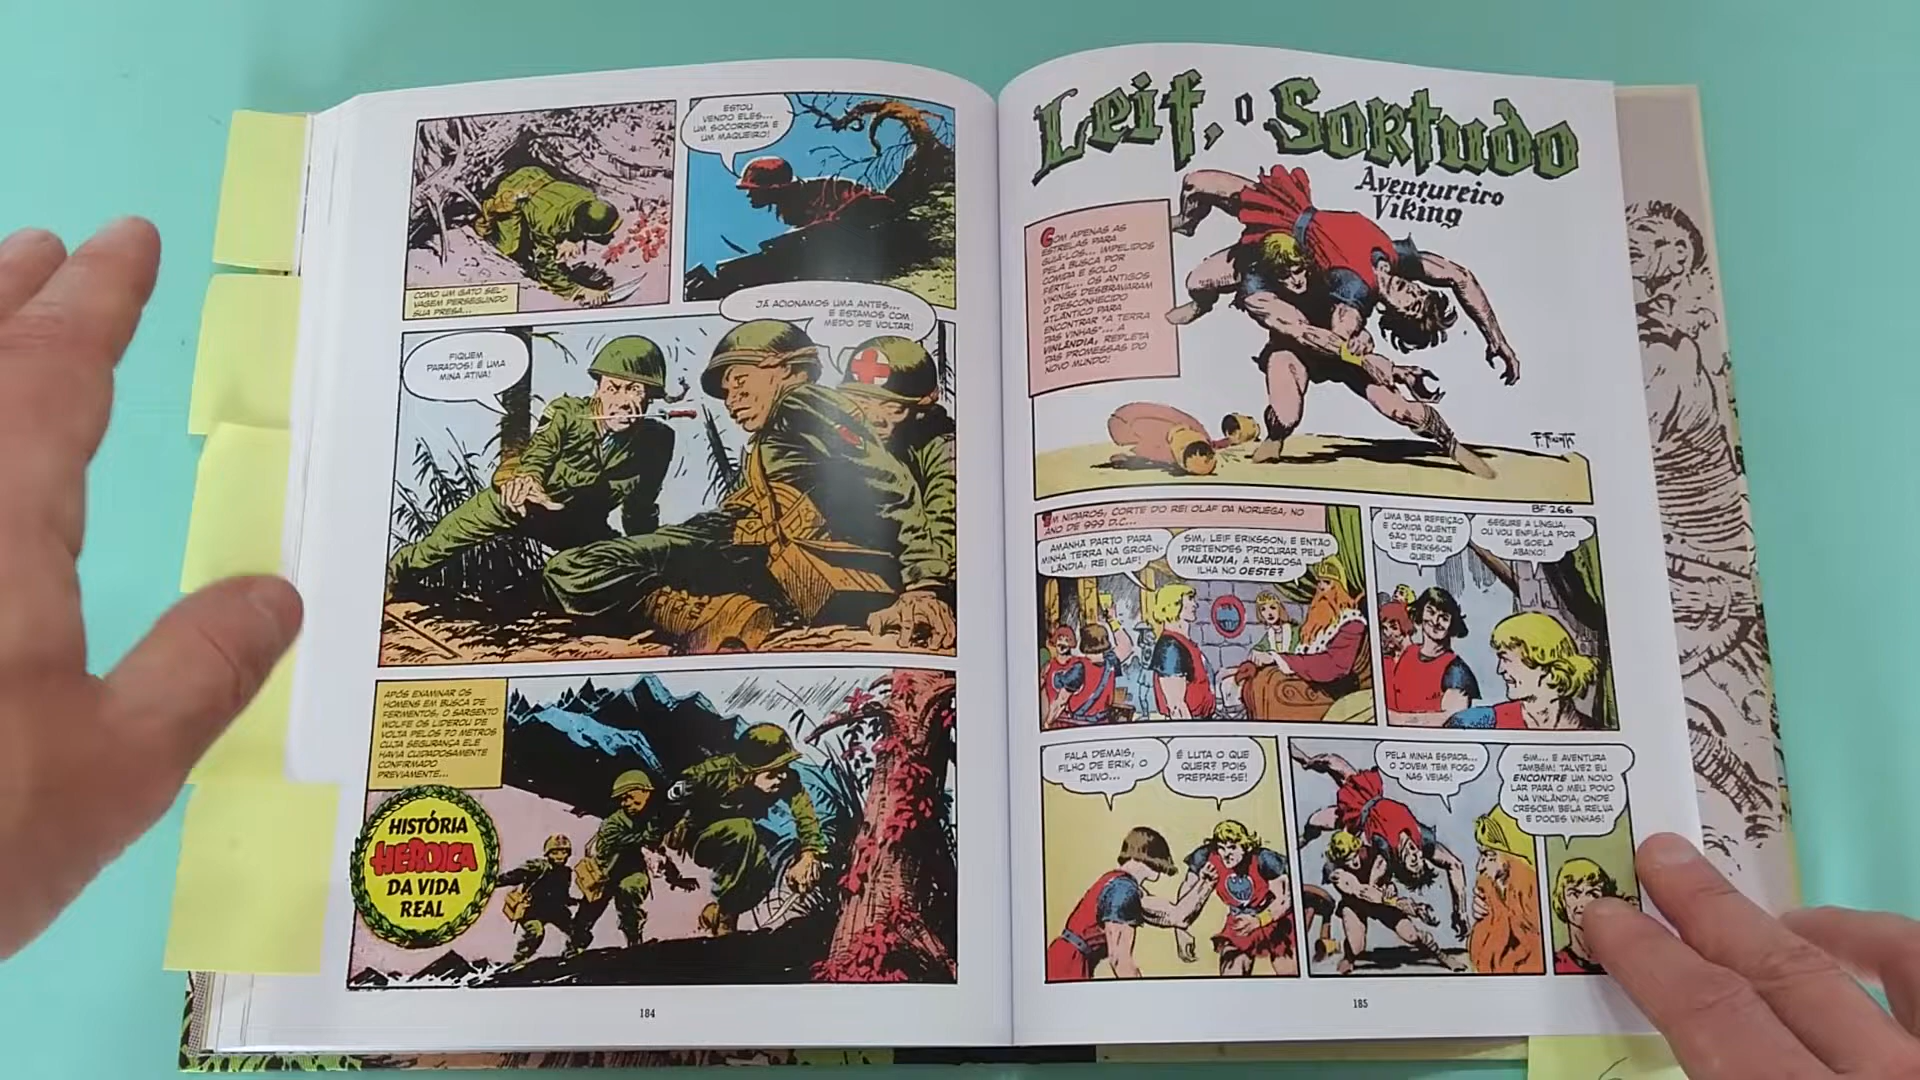 ESTOU
VENDO ELES...
UM SOCORRISTA E
UM MAQUEIRO!
COMO UM GATO SEL-
VAGEM PERSEGUINDO
SUA PRESA...
JÁ ACIONAMOS UMA ANTES...
E ESTAMOS COM
MEDO DE VOLTAR!
FIQUEM
PARADOS! É UMA
MINA ATIVA!
APÓS EXAMINAR OS
HOMENS EM BUSCA DE
FERIMENTOS, O SARGENTO
WOLFE OS LIDEROU DE
VOLTA PELOS 70 METROS
CUJA SEGURANÇA ELE
HAVIA CUIDADOSAMENTE
CONFIRMADO
PREVIAMENTE...
HISTÓRIA
HEROICA
DA VIDA
REAL
184
Leif, o Sortudo
Aventureiro
Viking
COM APENAS AS
ESTRELAS PARA
GUIÁ-LOS... IMPELIDOS
PELA BUSCA POR
COMIDA E SOLO
FÉRTIL... OS ANTIGOS
VIKINGS DESBRAVARAM
O DESCONHECIDO
ATLÂNTICO PARA
ENCONTRAR "A TERRA
DAS VINHAS"... A
VINLÂNDIA, REPLETA
DAS PROMESSAS DO
NOVO MUNDO!
BF 266
EM NIDAROS, CORTE DO REI OLAF DA NORUEGA, NO
ANO DE 999 D.C...
AMANHÃ PARTO PARA
MINHA TERRA NA GROEN-
LÂNDIA, REI OLAF!
SIM, LEIF ERIKSSON, E ENTÃO
PRETENDES PROCURAR PELA
VINLÂNDIA, A FABULOSA
ILHA NO OESTE?
UMA BOA REFEIÇÃO
E COMIDA QUENTE
SÃO TUDO QUE
LEIF ERIKSSON
QUER!
SEGURE A LÍNGUA,
OU VOU ENFIÁ-LA POR
SUA GOELA
ABAIXO!
FALA DEMAIS,
FILHO DE ERIK, O
RUIVO...
É LUTA O QUE
QUER? POIS
PREPARE-SE!
PELA MINHA ESPADA...
O JOVEM TEM FOGO
NAS VEIAS!
SIM... E AVENTURA
TAMBÉM! TALVEZ EU
ENCONTRE UM NOVO
LAR PARA O MEU POVO
NA VINLÂNDIA, ONDE
CRESCEM BELA RELVA
E DOCES VINHAS!
185